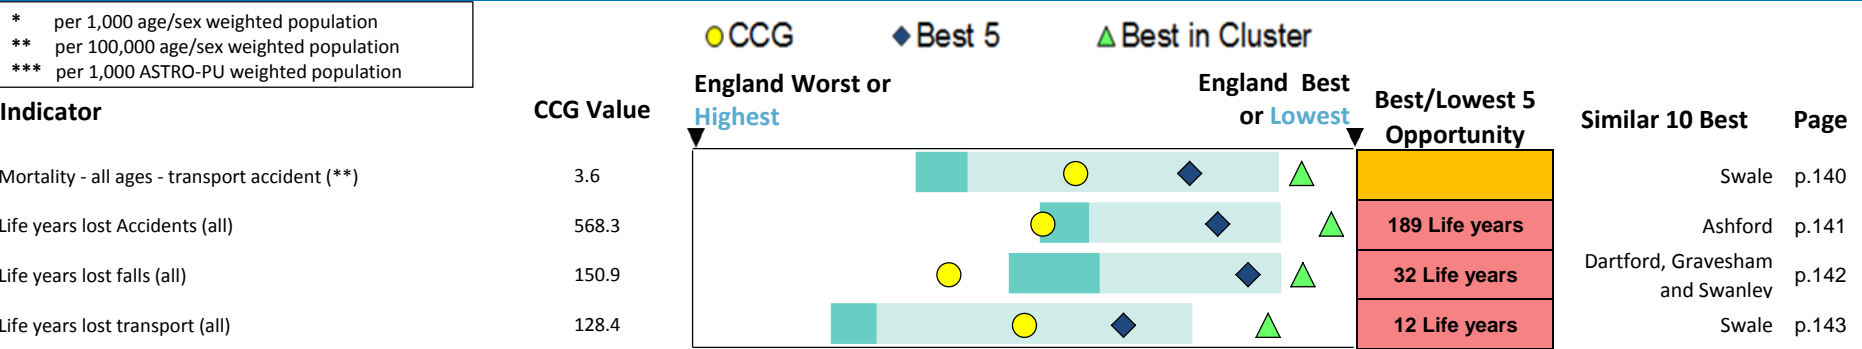 * per 1,000 age/sex weighted population
** per 100,000 age/sex weighted population
*** per 1,000 ASTRO-PU weighted population
CCG Best 5 Best in Cluster
England Worst or Highest England Best or Lowest
Indicator CCG Value Best/Lowest 5 Opportunity Similar 10 Best Page
Mortality - all ages - transport accident (**) 3.6 Swale p.140
Life years lost Accidents (all) 568.3 189 Life years Ashford p.141
Life years lost falls (all) 150.9 32 Life years Dartford, Gravesham and Swanley p.142
Life years lost transport (all) 128.4 12 Life years Swale p.143